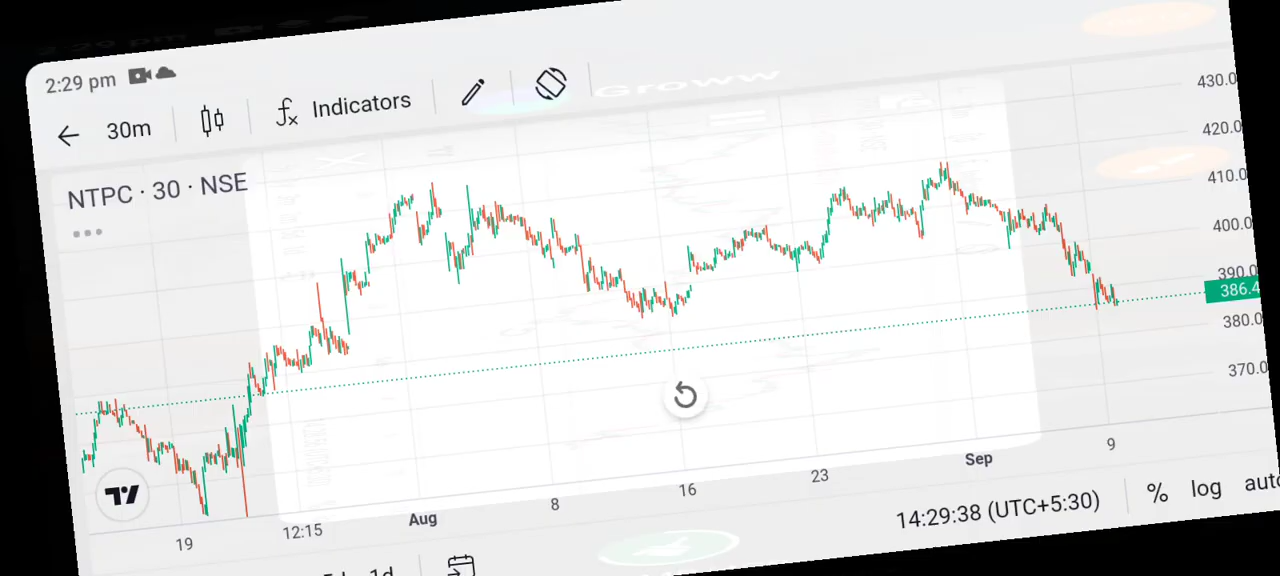 2:29 pm
Groww
30m
Indicators
NTPC · 30 · NSE
430.0
420.0
410.0
400.0
390.0
386.4
380.0
370.0
19
12:15
Aug
8
16
23
Sep
9
1d
14:29:38 (UTC+5:30)
%
log
auto